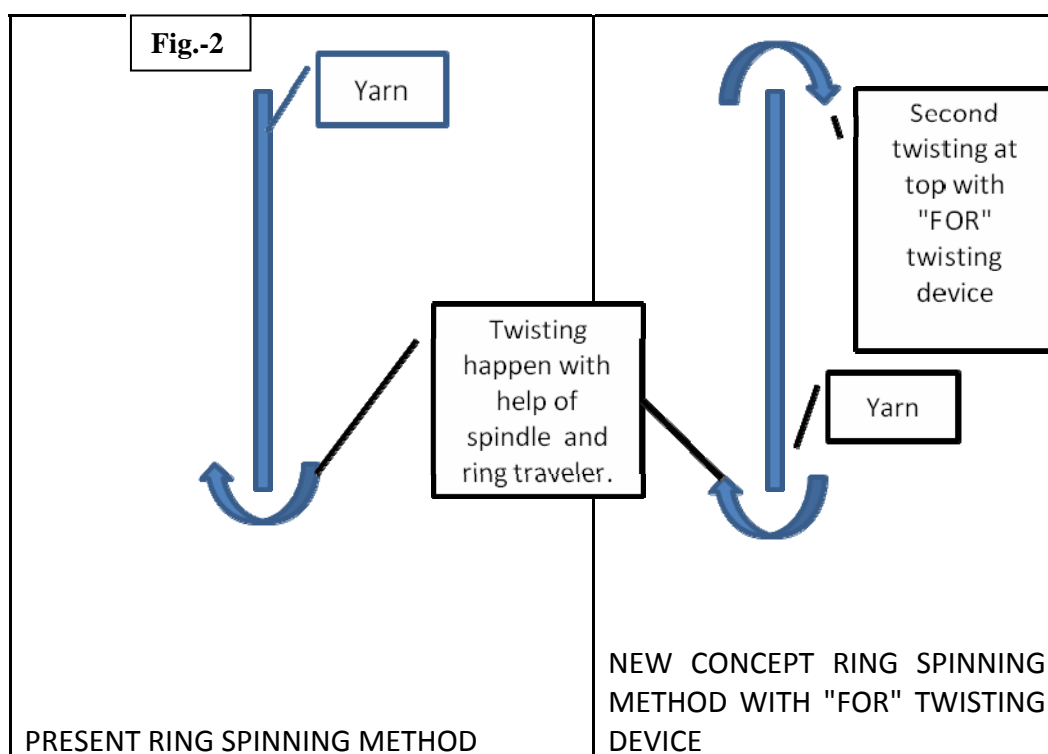 Fig.-2
Yarn
Second
twisting at
top with
"FOR"
twisting
device
Twisting
happen with
help of
spindle and
ring traveler.
Yarn
PRESENT RING SPINNING METHOD
NEW CONCEPT RING SPINNING
METHOD WITH "FOR" TWISTING
DEVICE